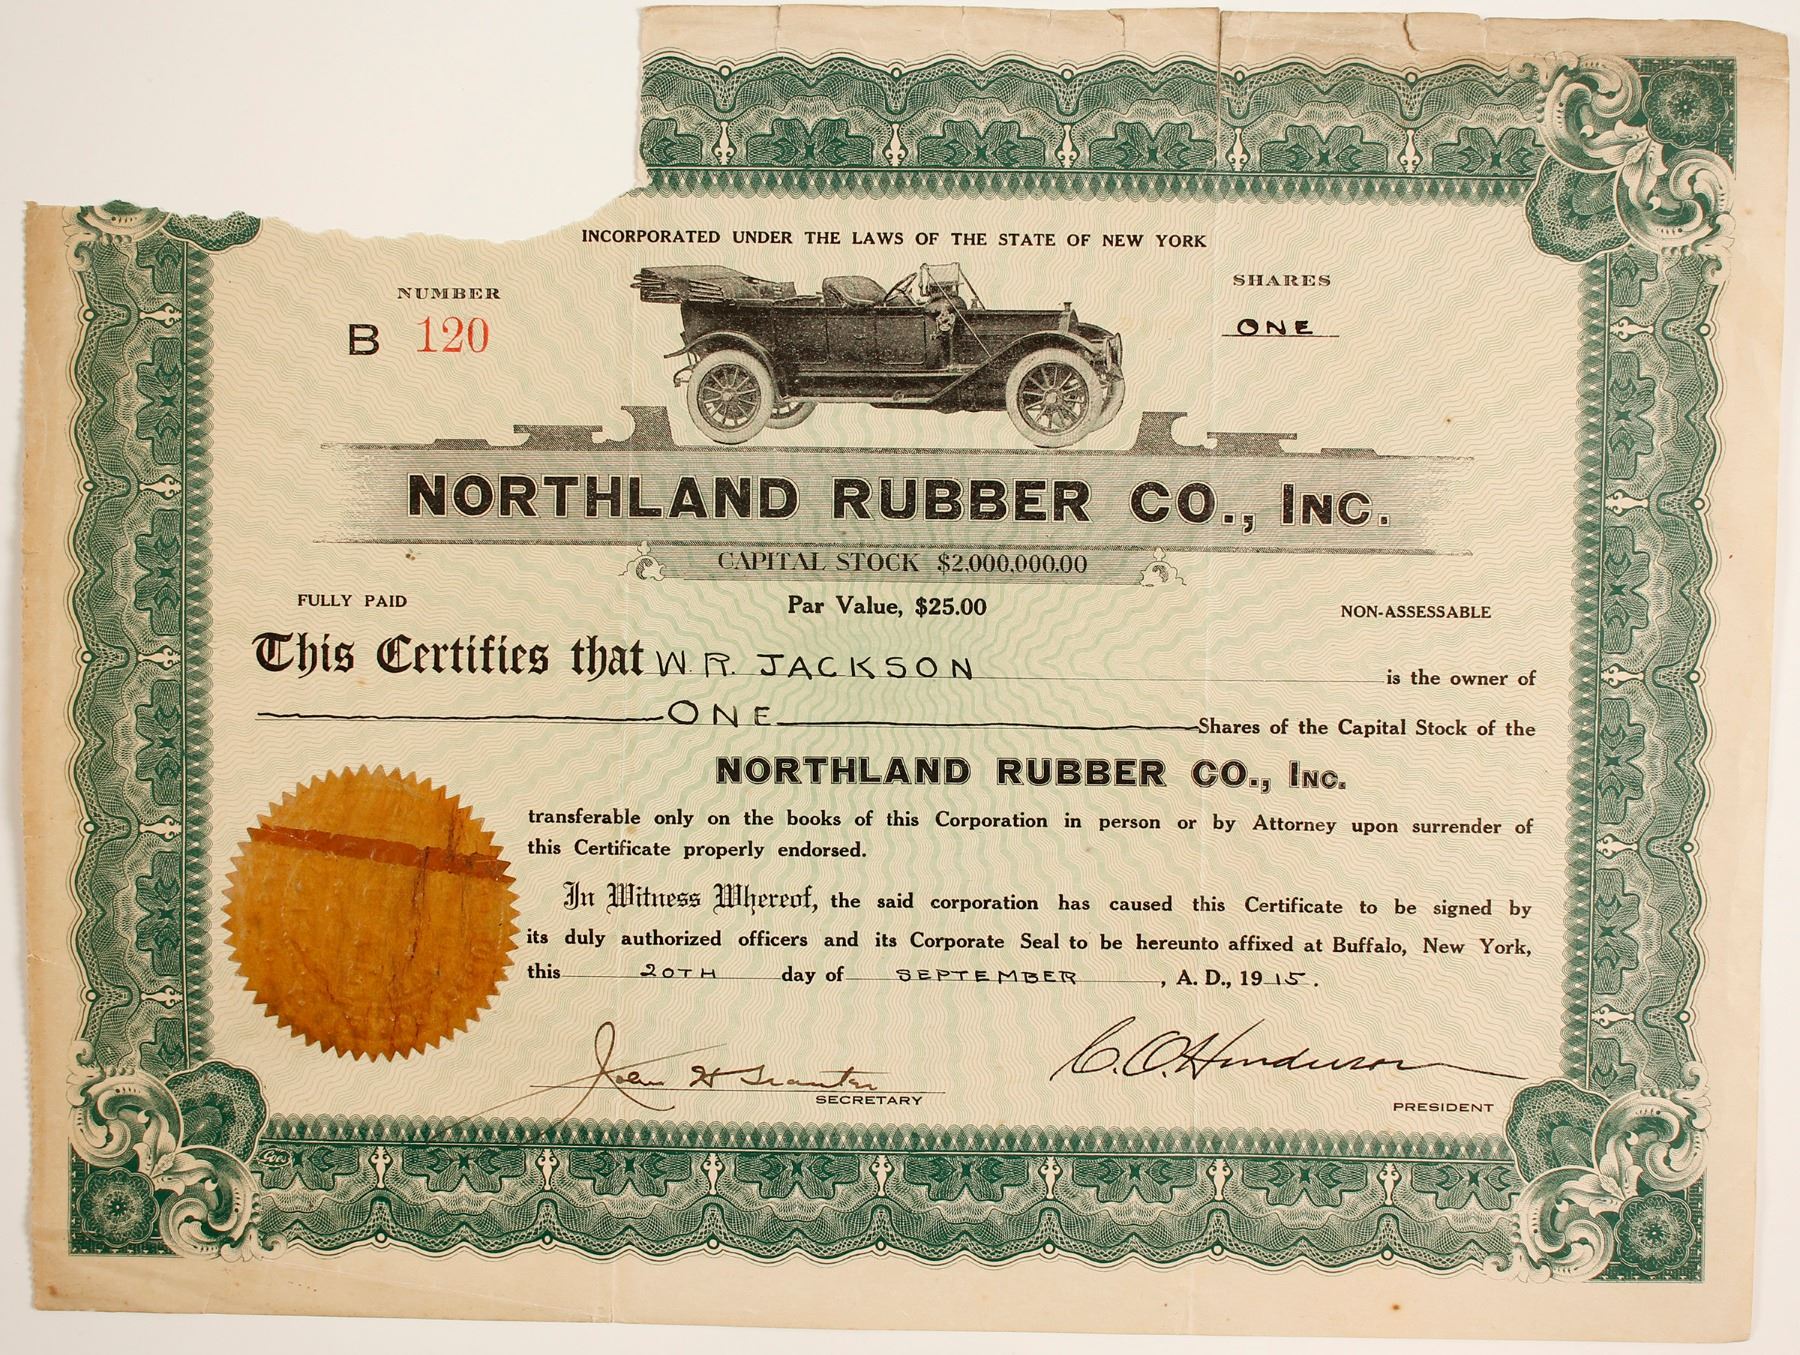 INCORPORATED UNDER THE LAWS OF THE STATE OF NEW YORK
NUMBER
B 120
SHARES
ONE
NORTHLAND RUBBER CO., INC.
CAPITAL STOCK $2,000,000.00
FULLY PAID
Par Value, $25.00
NON-ASSESSABLE
This Certifies that W. R. JACKSON is the owner of
ONE Shares of the Capital Stock of the
NORTHLAND RUBBER CO., INC.
transferable only on the books of this Corporation in person or by Attorney upon surrender of
this Certificate properly endorsed.
In Witness Whereof, the said corporation has caused this Certificate to be signed by
its duly authorized officers and its Corporate Seal to be hereunto affixed at Buffalo, New York,
this 20TH day of SEPTEMBER, A. D., 1915.
C. O. Henderson
SECRETARY
PRESIDENT
Goes